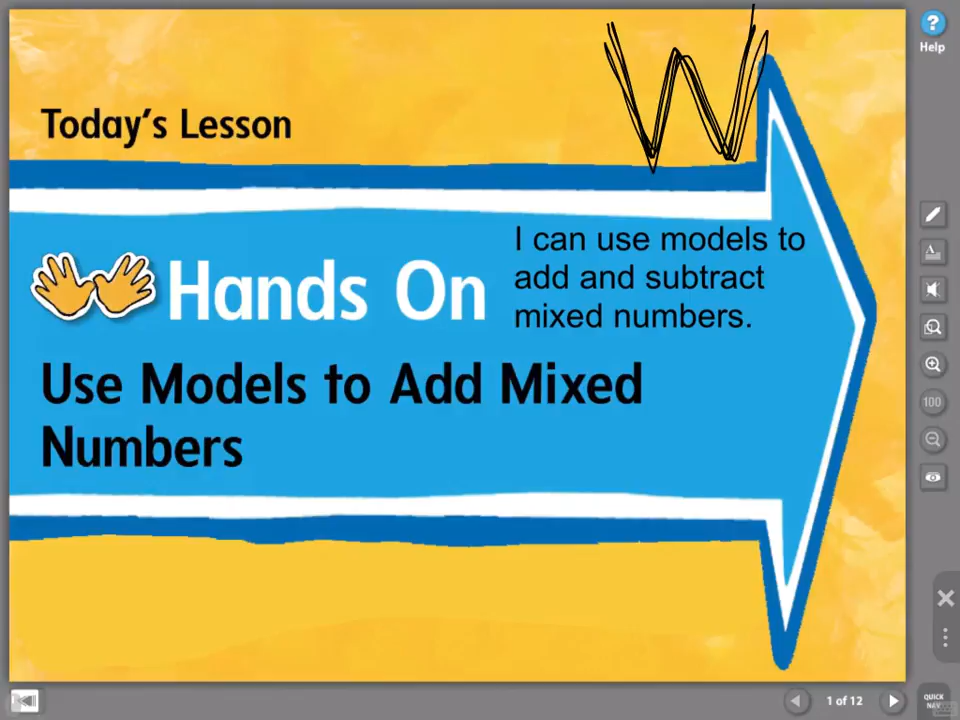 W
Help
Today's Lesson
I can use models to
add and subtract
mixed numbers.
Hands On
Use Models to Add Mixed
Numbers
100
1 of 12
QUICK
NAV